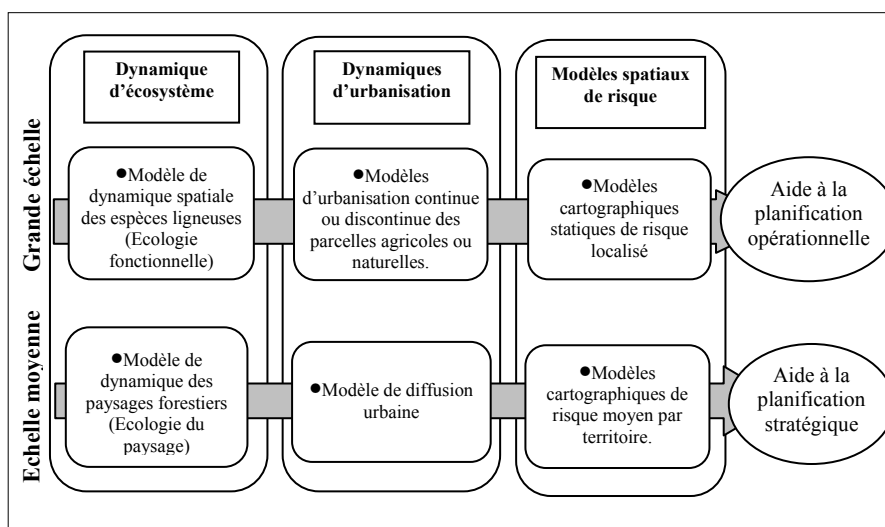 Dynamique
d'écosystème
Dynamiques
d'urbanisation
Modèles spatiaux
de risque
Grande échelle
●Modèle de
dynamique spatiale
des espèces ligneuses
(Ecologie
fonctionnelle)
●Modèles
d'urbanisation continue
ou discontinue des
parcelles agricoles ou
naturelles.
●Modèles
cartographiques
statiques de risque
localisé
Aide à la
planification
opérationnelle
Echelle moyenne
●Modèle de
dynamique des
paysages forestiers
(Ecologie du
paysage)
●Modèle de diffusion
urbaine
●Modèles
cartographiques de
risque moyen par
territoire.
Aide à la
planification
stratégique